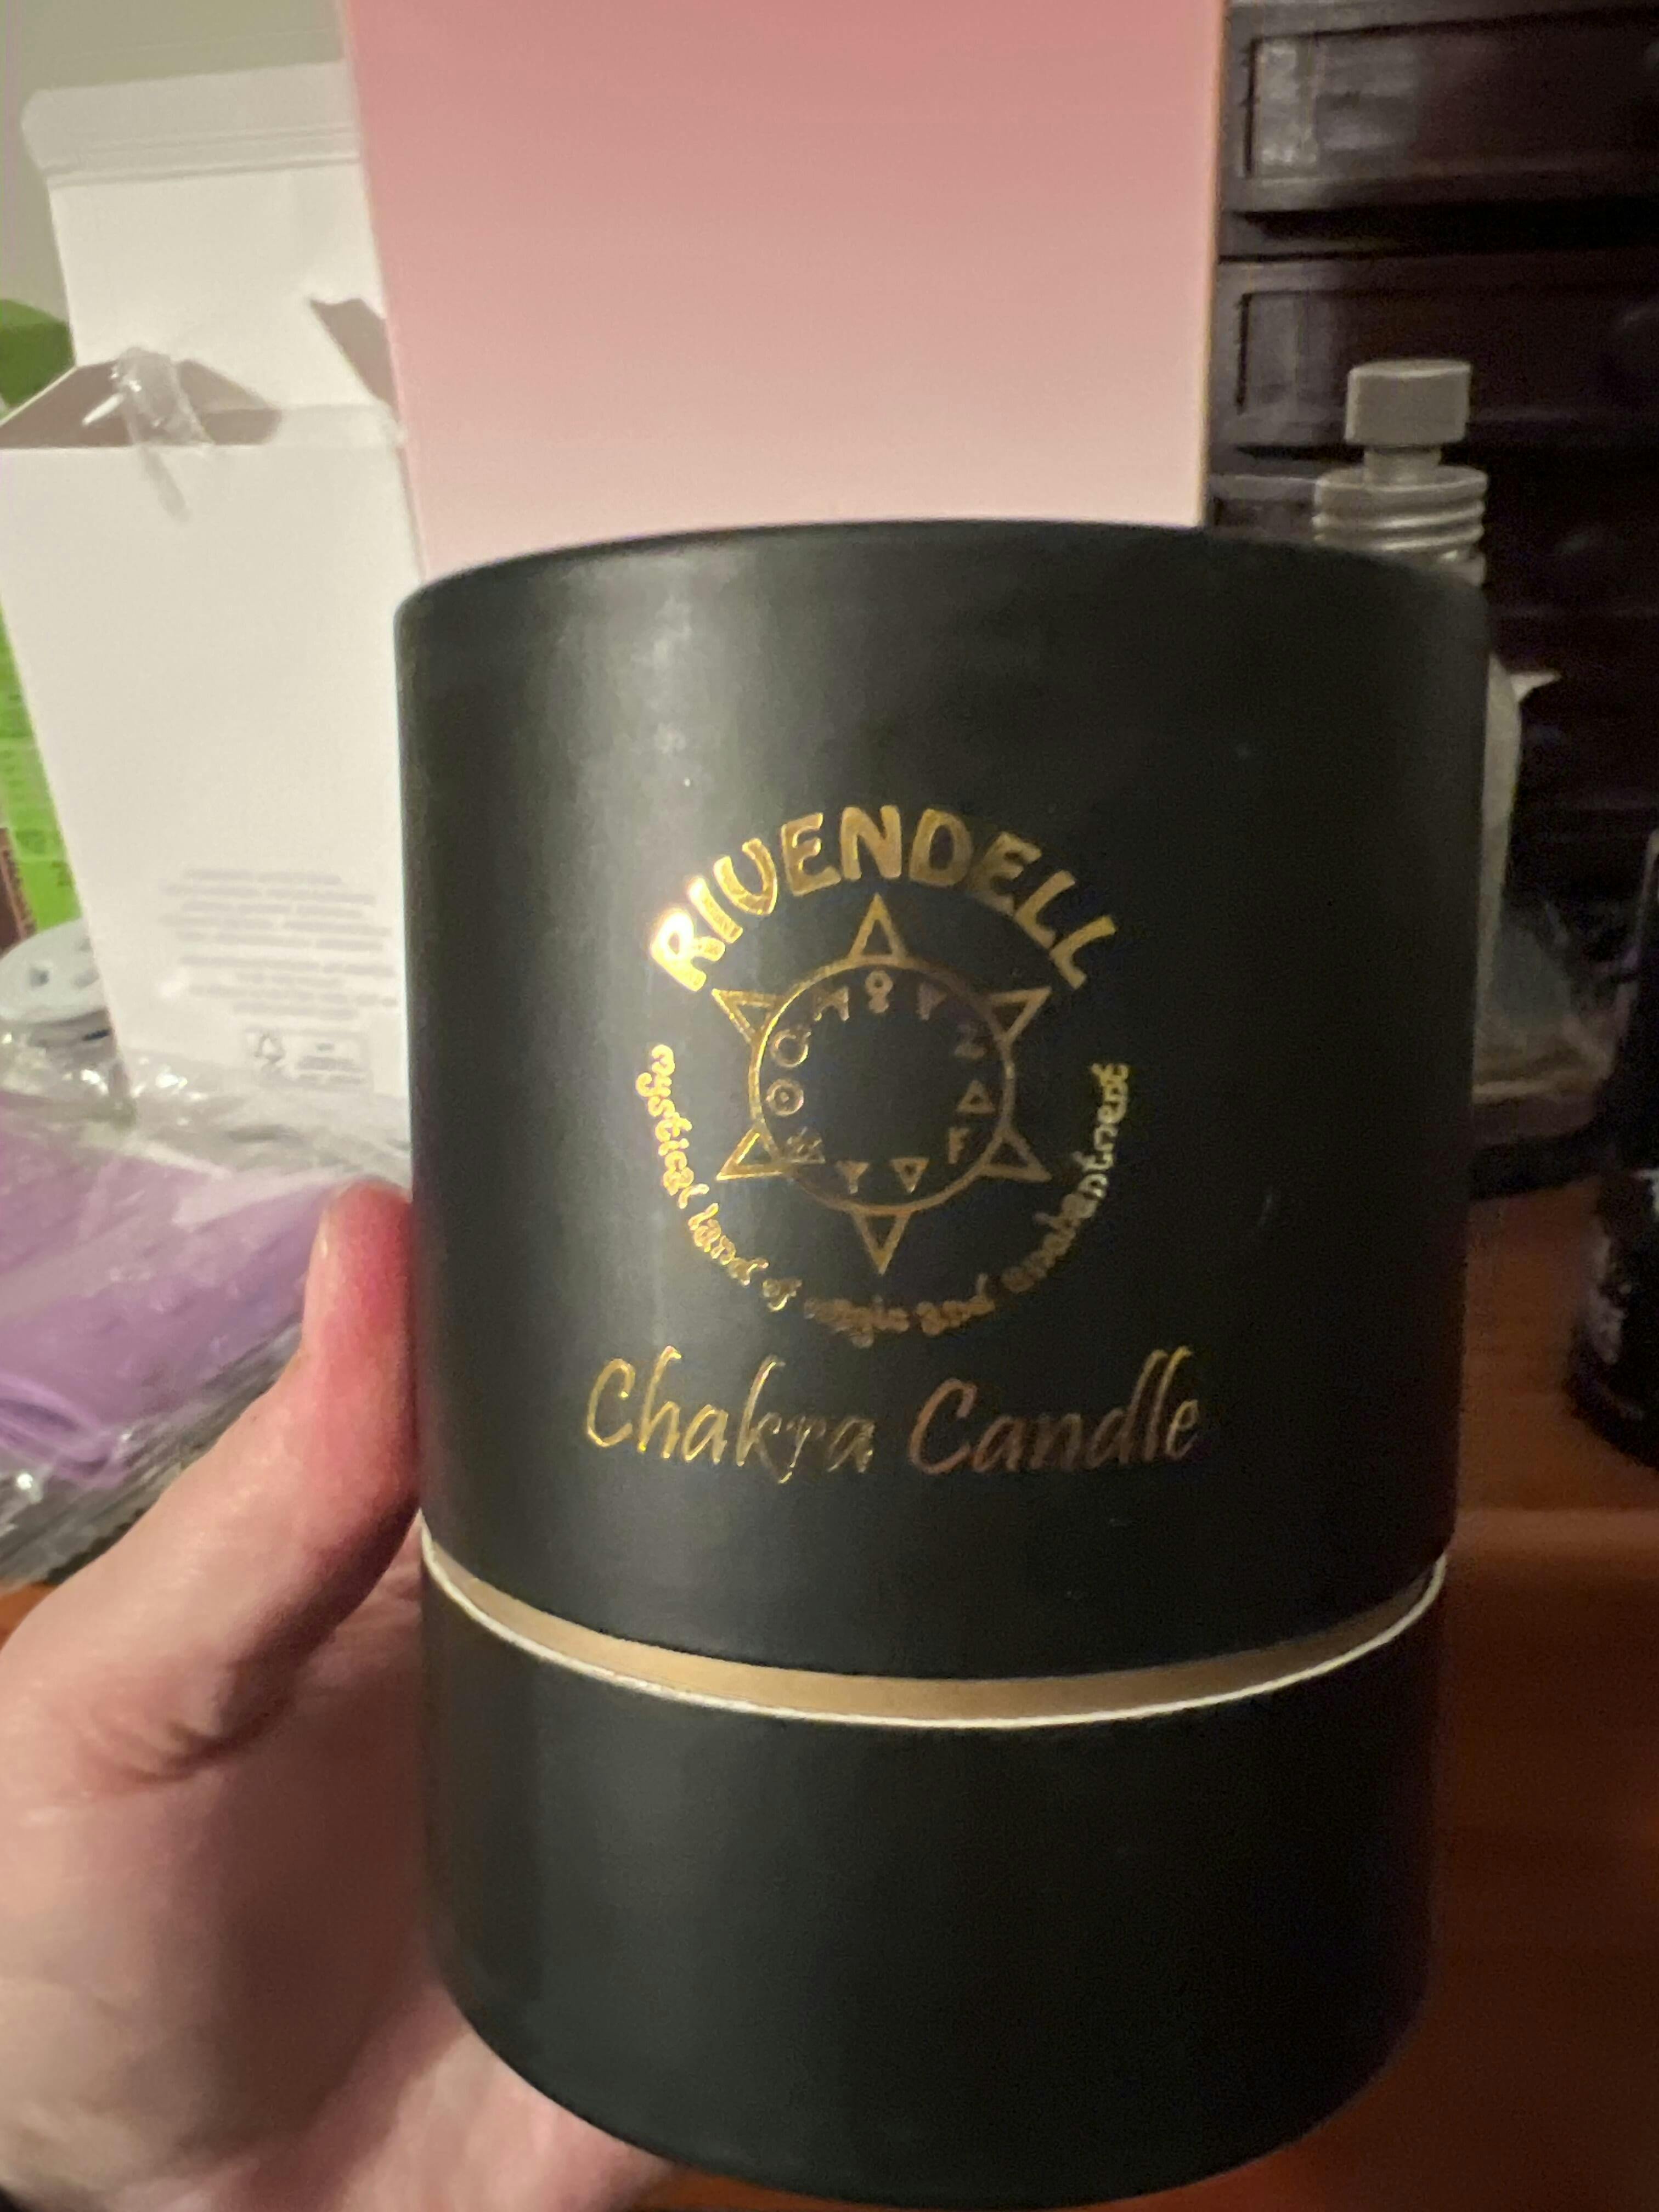 RIVENDELL
mystical land of magic and enchantment
Chakra Candle